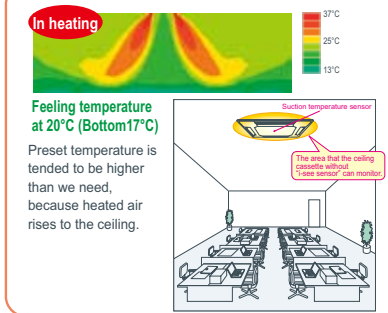 In heating
37°C
25°C
13°C
Feeling temperature
at 20°C (Bottom17°C)
Preset temperature is
tended to be higher
than we need,
because heated air
rises to the ceiling.
Suction temperature sensor
The area that the ceiling
cassette without
"i-see sensor" can monitor.